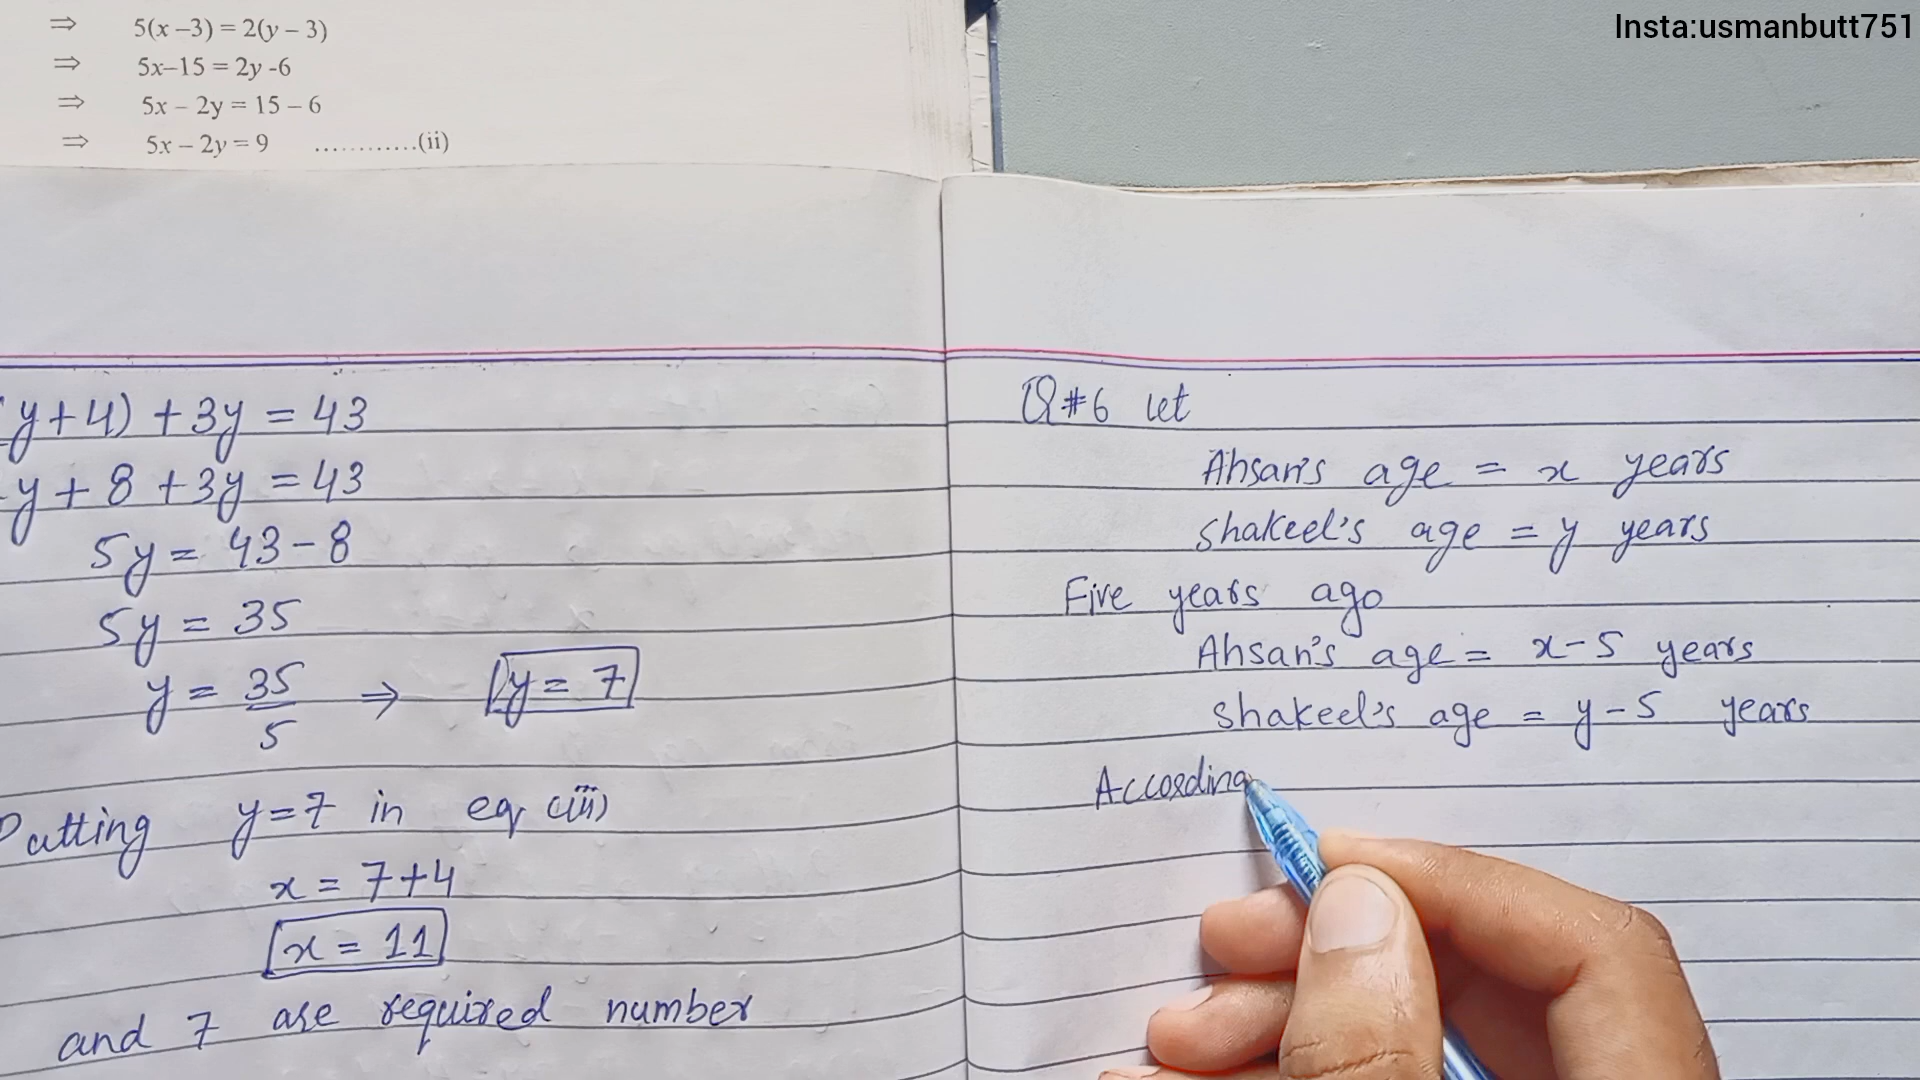 Insta:usmanbutt751
⇒ 5(x –3) = 2(y – 3)
⇒ 5x–15 = 2y -6
⇒ 5x – 2y = 15 – 6
⇒ 5x – 2y = 9 ............(ii)
(y+4) + 3y = 43
y + 8 + 3y = 43
5y = 43 - 8
5y = 35
y = 35/5 ⇒ y = 7
Putting y=7 in eq (iii)
x = 7+4
x = 11
and 7 are required number
Q#6 let
Ahsan's age = x years
Shakeel's age = y years
Five years ago
Ahsan's age = x-5 years
Shakeel's age = y-5 years
According